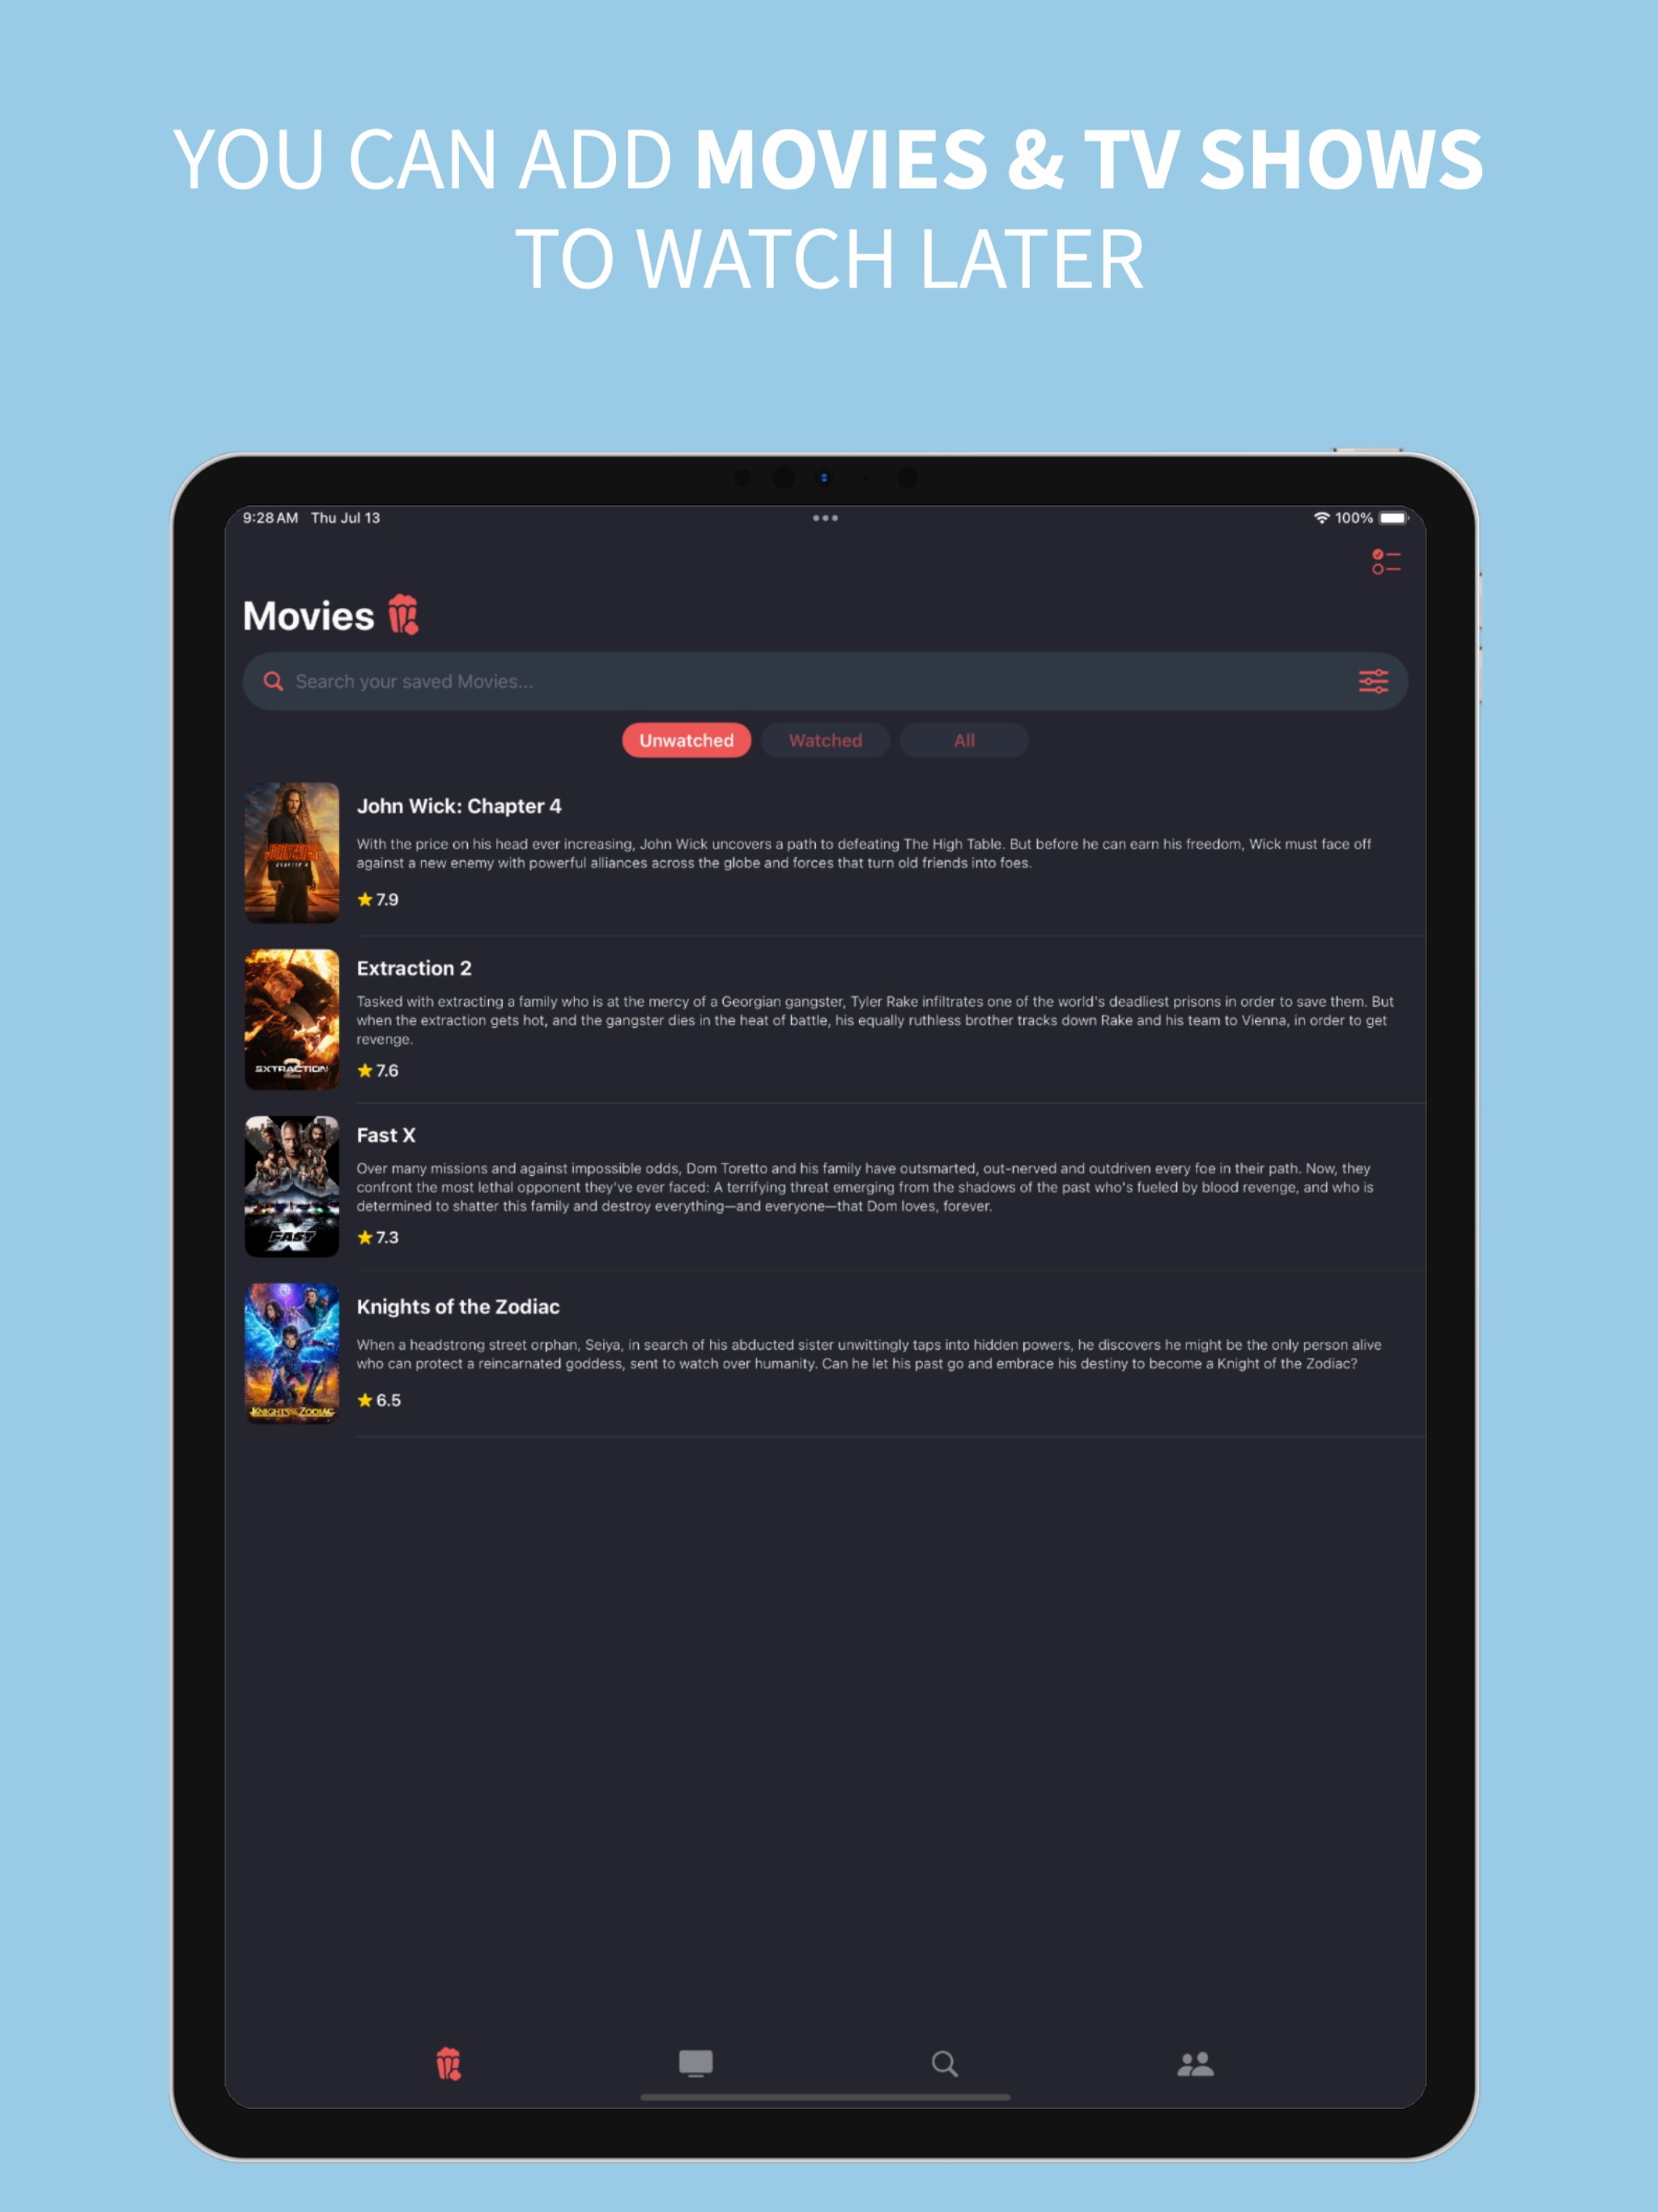 YOU CAN ADD MOVIES & TV SHOWS
TO WATCH LATER
9:28 AM Thu Jul 13
100%
Movies
Search your saved Movies...
Unwatched Watched All
John Wick: Chapter 4
With the price on his head ever increasing, John Wick uncovers a path to defeating The High Table. But before he can earn his freedom, Wick must face off
against a new enemy with powerful alliances across the globe and forces that turn old friends into foes.
7.9
Extraction 2
Tasked with extracting a family who is at the mercy of a Georgian gangster, Tyler Rake infiltrates one of the world's deadliest prisons in order to save them. But
when the extraction gets hot, and the gangster dies in the heat of battle, his equally ruthless brother tracks down Rake and his team to Vienna, in order to get
revenge.
EXTRACTION
2
7.6
Fast X
Over many missions and against impossible odds, Dom Toretto and his family have outsmarted, out-nerved and outdriven every foe in their path. Now, they
confront the most lethal opponent they've ever faced: A terrifying threat emerging from the shadows of the past who's fueled by blood revenge, and who is
determined to shatter this family and destroy everything—and everyone—that Dom loves, forever.
FAST X
7.3
Knights of the Zodiac
When a headstrong street orphan, Seiya, in search of his abducted sister unwittingly taps into hidden powers, he discovers he might be the only person alive
who can protect a reincarnated goddess, sent to watch over humanity. Can he let his past go and embrace his destiny to become a Knight of the Zodiac?
6.5